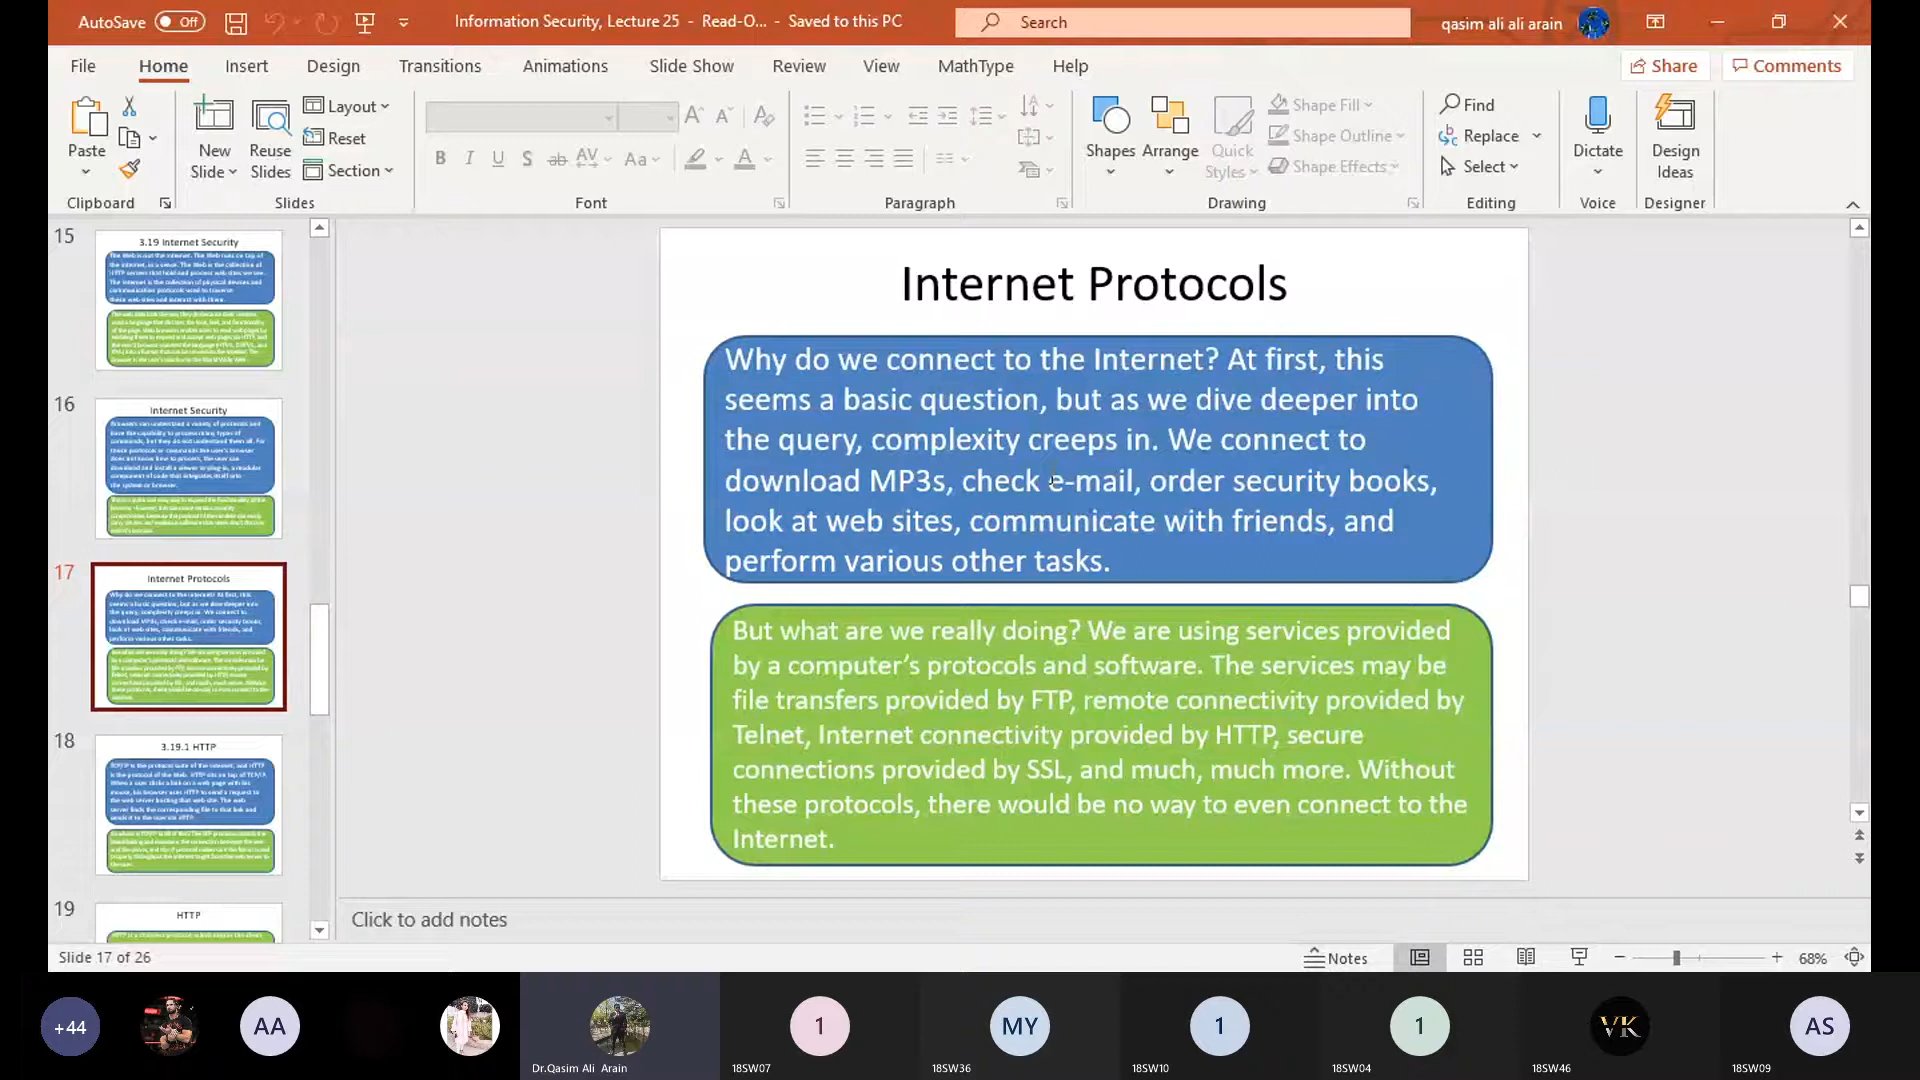 AutoSave Off Information Security, Lecture 25 - Read-O... - Saved to this PC Search qasim ali ali arain
File Home Insert Design Transitions Animations Slide Show Review View MathType Help Share Comments
Paste
Clipboard
New Slide
Reuse Slides
Layout
Reset
Section
Slides
Font
Paragraph
Shapes
Arrange
Quick Styles
Shape Fill
Shape Outline
Shape Effects
Drawing
Find
Replace
Select
Editing
Dictate
Voice
Design Ideas
Designer
15
3.19 Internet Security
16
Internet Security
17
Internet Protocols
18
3.19.1 HTTP
19
HTTP
Internet Protocols
Why do we connect to the Internet? At first, this
seems a basic question, but as we dive deeper into
the query, complexity creeps in. We connect to
download MP3s, check e-mail, order security books,
look at web sites, communicate with friends, and
perform various other tasks.
But what are we really doing? We are using services provided
by a computer’s protocols and software. The services may be
file transfers provided by FTP, remote connectivity provided by
Telnet, Internet connectivity provided by HTTP, secure
connections provided by SSL, and much, much more. Without
these protocols, there would be no way to even connect to the
Internet.
Click to add notes
Slide 17 of 26 Notes 68%
+44 AA 1 MY 1 1 VK AS
Dr.Qasim Ali Arain 18SW07 18SW36 18SW10 18SW04 18SW46 18SW09